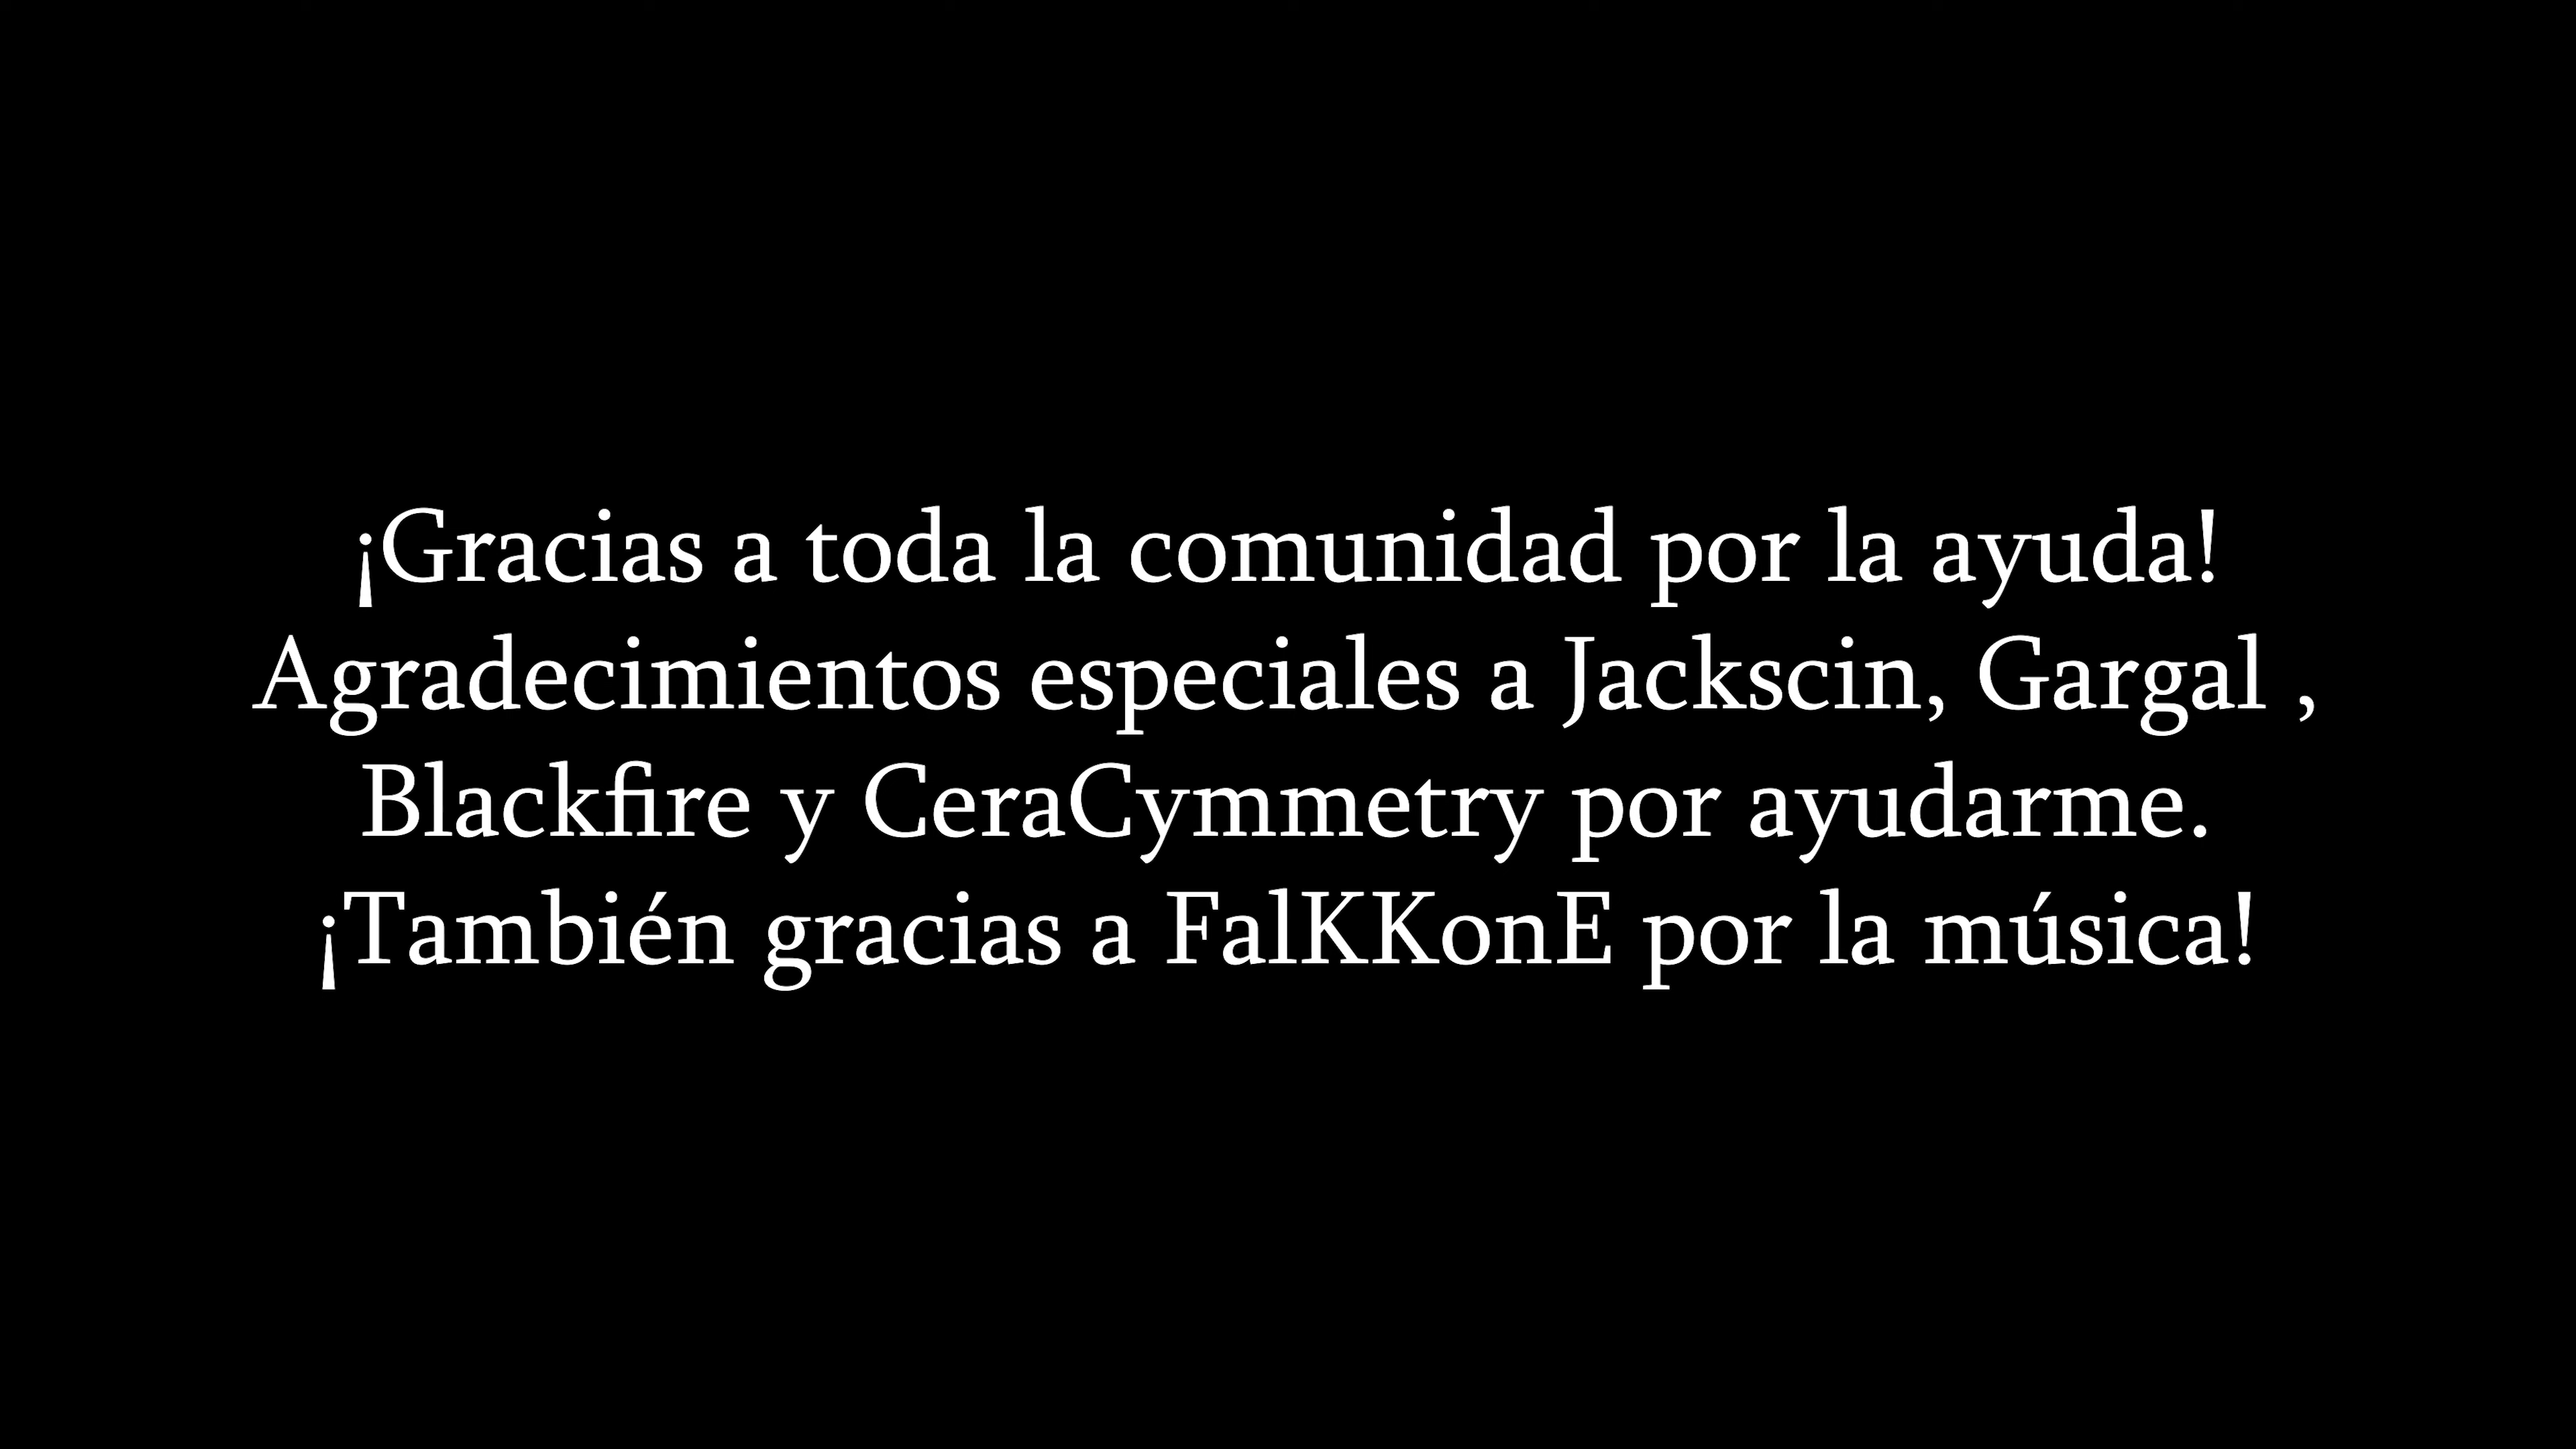 ¡Gracias a toda la comunidad por la ayuda!
Agradecimientos especiales a Jackscin, Gargal ,
Blackfire y CeraCymmetry por ayudarme.
¡También gracias a FalKKonE por la música!